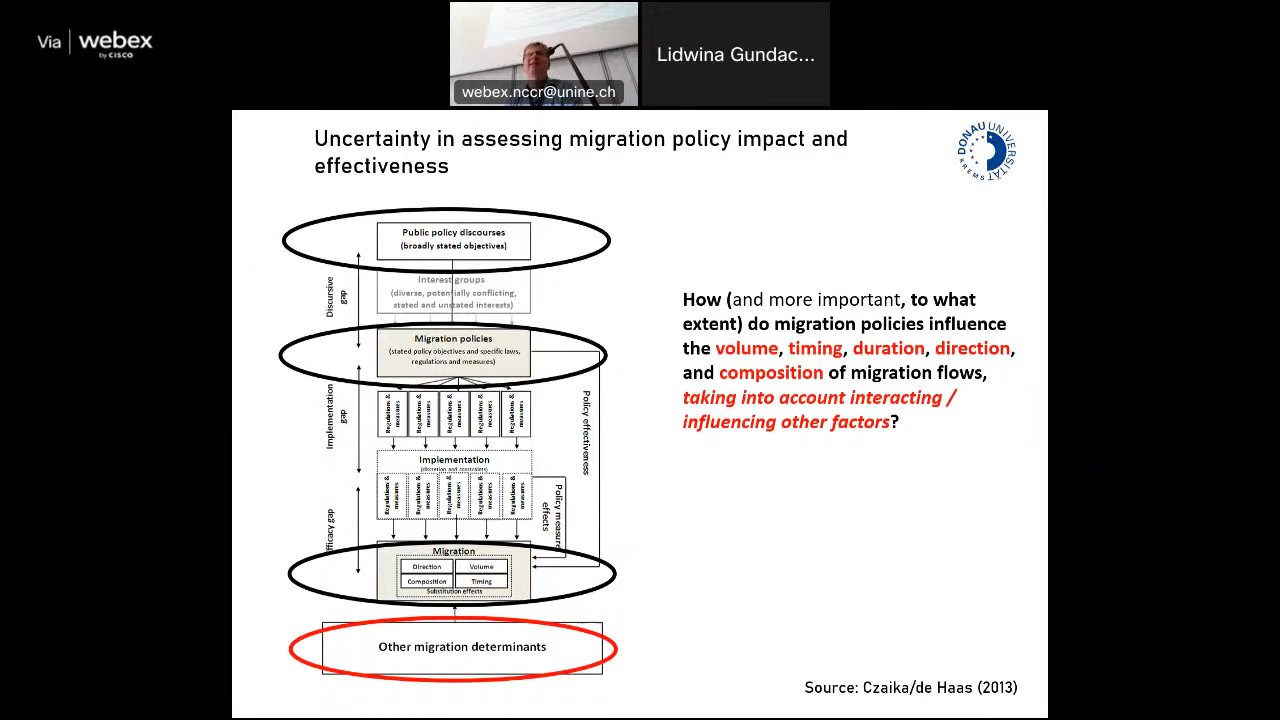 Via webex
by CISCO
webex.nccr@unine.ch
Lidwina Gundac...
Uncertainty in assessing migration policy impact and
effectiveness
DONAU UNIVERSITÄT
KREMS
Public policy discourses
(broadly stated objectives)
Discursive
gap
Interest groups
(diverse, potentially conflicting,
stated and unstated interests)
Migration policies
(stated policy objectives and specific laws,
regulations and measures)
Implementation
gap
Regulations &
measures
Regulations &
measures
Regulations &
measures
Regulations &
measures
Regulations &
measures
Policy effectiveness
Implementation
(discretion and constraints)
Regulations &
measures
Regulations &
measures
Regulations &
measures
Regulations &
measures
Regulations &
measures
Policy measure
effects
Efficacy gap
Migration
Direction
Volume
Composition
Timing
Substitution effects
Other migration determinants
How (and more important, to what
extent) do migration policies influence
the volume, timing, duration, direction,
and composition of migration flows,
taking into account interacting /
influencing other factors?
Source: Czaika/de Haas (2013)